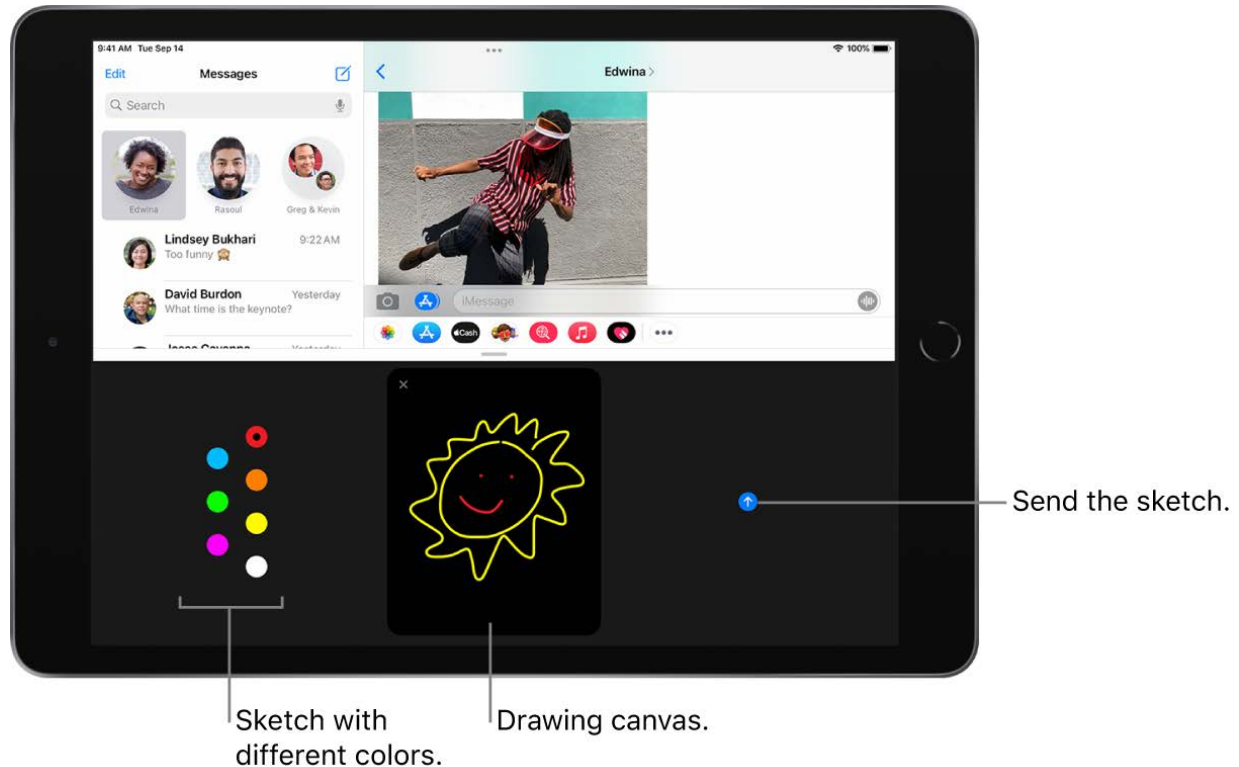 9:41 AM Tue Sep 14
100%
Edit
Messages
Edwina >
Search
Edwina
Rasoul
Greg & Kevin
Lindsey Bukhari
9:22 AM
Too funny 🙊
David Burdon
Yesterday
What time is the keynote?
iMessage
Cash
Send the sketch.
Sketch with
different colors.
Drawing canvas.